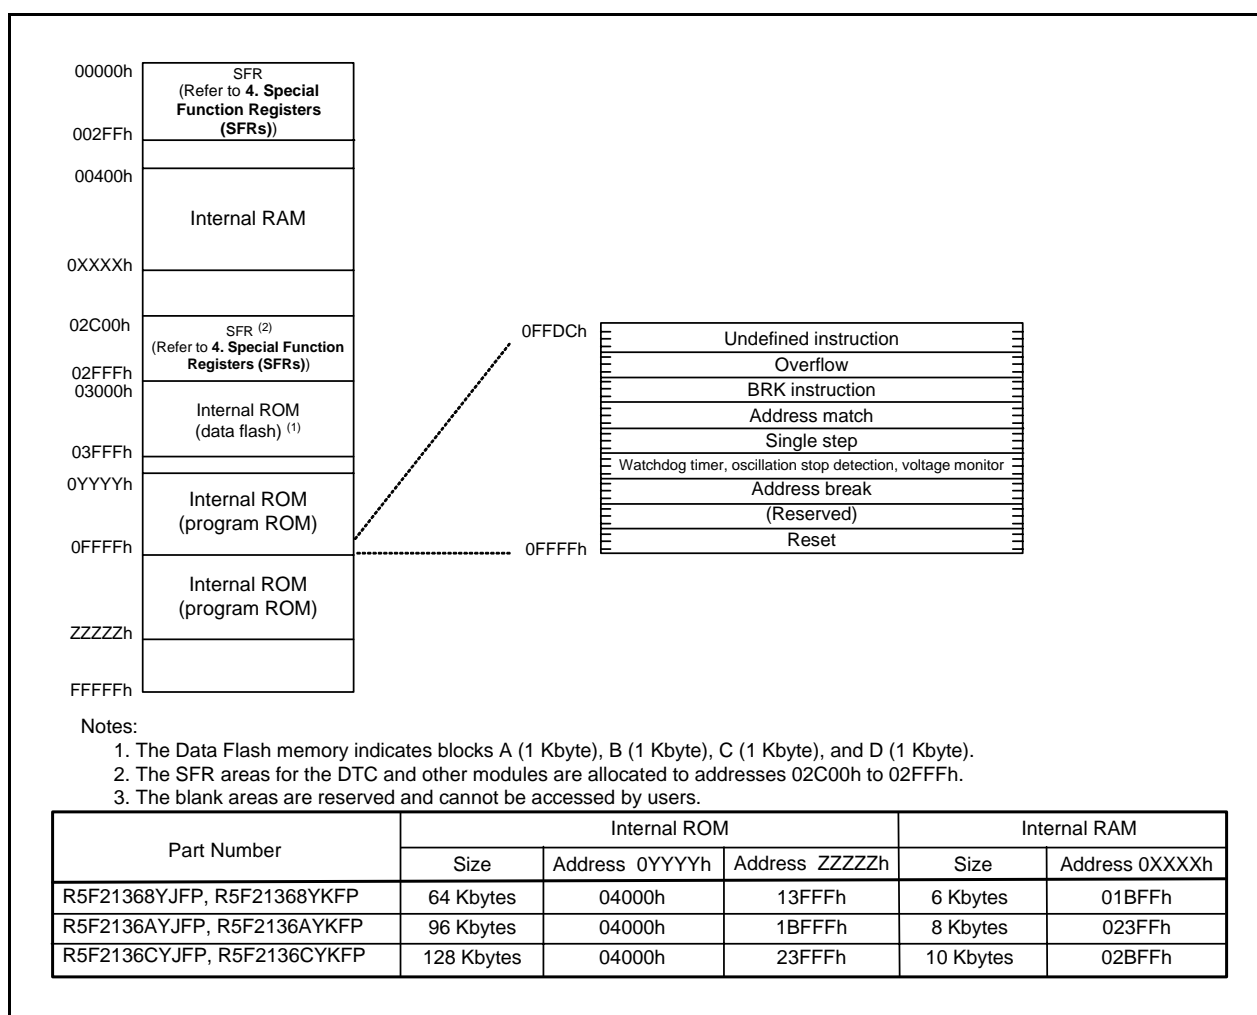 00000h
SFR
(Refer to 4. Special
Function Registers
(SFRs))
002FFh
00400h
Internal RAM
0XXXXh
02C00h
SFR (2)
(Refer to 4. Special Function
Registers (SFRs))
02FFFh
03000h
Internal ROM
(data flash) (1)
03FFFh
0YYYYh
Internal ROM
(program ROM)
0FFFFh
Internal ROM
(program ROM)
ZZZZZh
FFFFFh
0FFDCh
Undefined instruction
Overflow
BRK instruction
Address match
Single step
Watchdog timer, oscillation stop detection, voltage monitor
Address break
(Reserved)
Reset
0FFFFh
Notes:
1. The Data Flash memory indicates blocks A (1 Kbyte), B (1 Kbyte), C (1 Kbyte), and D (1 Kbyte).
2. The SFR areas for the DTC and other modules are allocated to addresses 02C00h to 02FFFh.
3. The blank areas are reserved and cannot be accessed by users.
Part Number Internal ROM Internal RAM
Size Address 0YYYYh Address ZZZZZh Size Address 0XXXXh
R5F21368YJFP, R5F21368YKFP 64 Kbytes 04000h 13FFFh 6 Kbytes 01BFFh
R5F2136AYJFP, R5F2136AYKFP 96 Kbytes 04000h 1BFFFh 8 Kbytes 023FFh
R5F2136CYJFP, R5F2136CYKFP 128 Kbytes 04000h 23FFFh 10 Kbytes 02BFFh